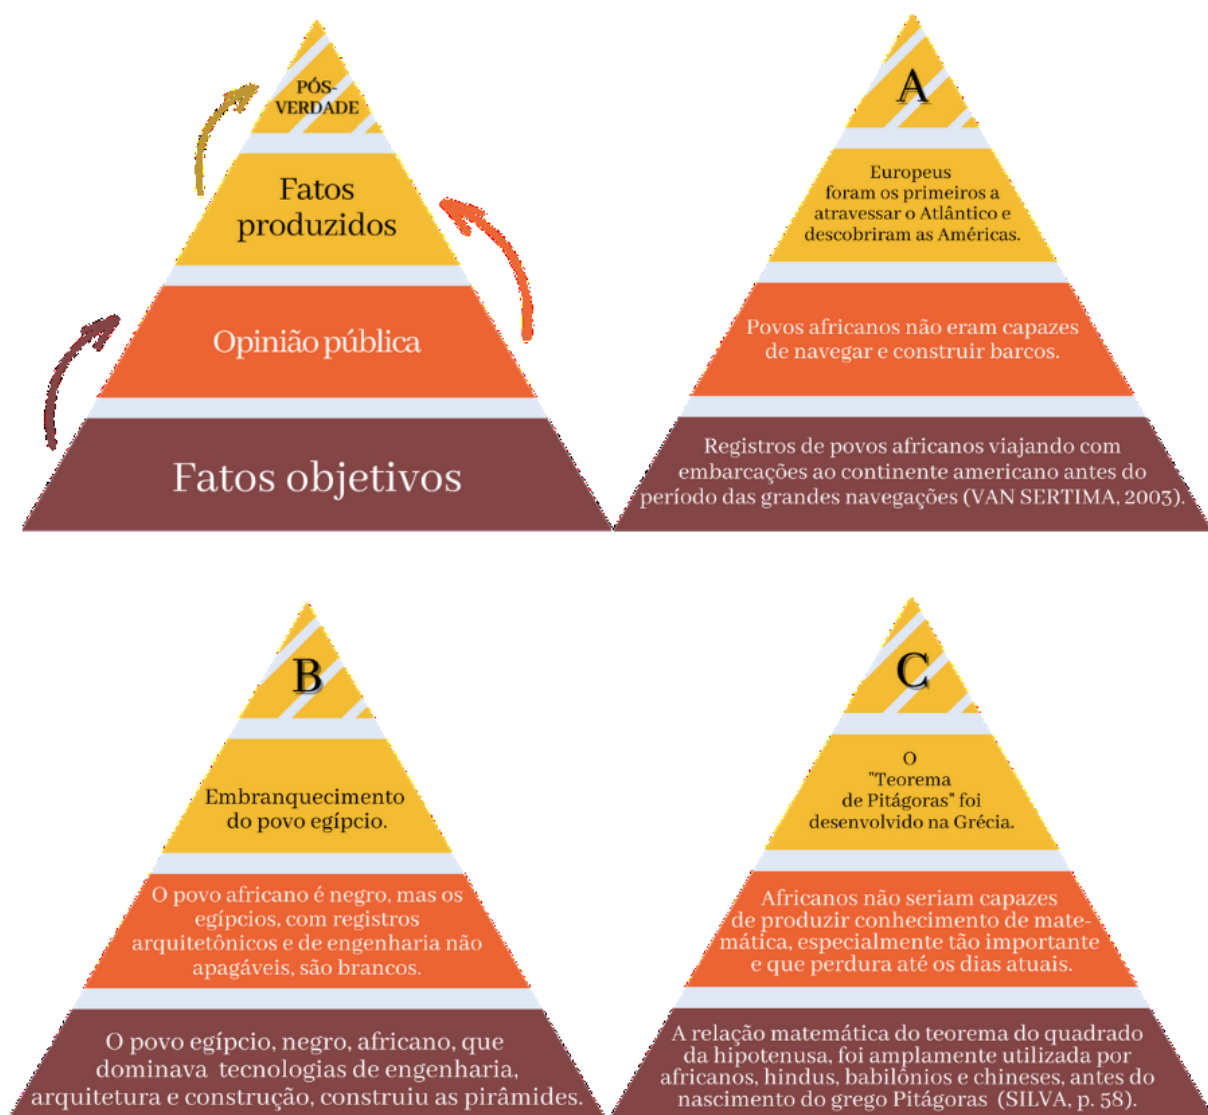 PÓS-
VERDADE
Fatos
produzidos
Opinião pública
Fatos objetivos
A
Europeus
foram os primeiros a
atravessar o Atlântico e
descobriram as Américas.
Povos africanos não eram capazes
de navegar e construir barcos.
Registros de povos africanos viajando com
embarcações ao continente americano antes do
período das grandes navegações (VAN SERTIMA, 2003).
B
Embranquecimento
do povo egípcio.
O povo africano é negro, mas os
egípcios, com registros
arquitetônicos e de engenharia não
apagáveis, são brancos.
O povo egípcio, negro, africano, que
dominava tecnologias de engenharia,
arquitetura e construção, construiu as pirâmides.
C
O
"Teorema
de Pitágoras" foi
desenvolvido na Grécia.
Africanos não seriam capazes
de produzir conhecimento de mate-
mática, especialmente tão importante
e que perdura até os dias atuais.
A relação matemática do teorema do quadrado
da hipotenusa, foi amplamente utilizada por
africanos, hindus, babilônios e chineses, antes do
nascimento do grego Pitágoras (SILVA, p. 58).